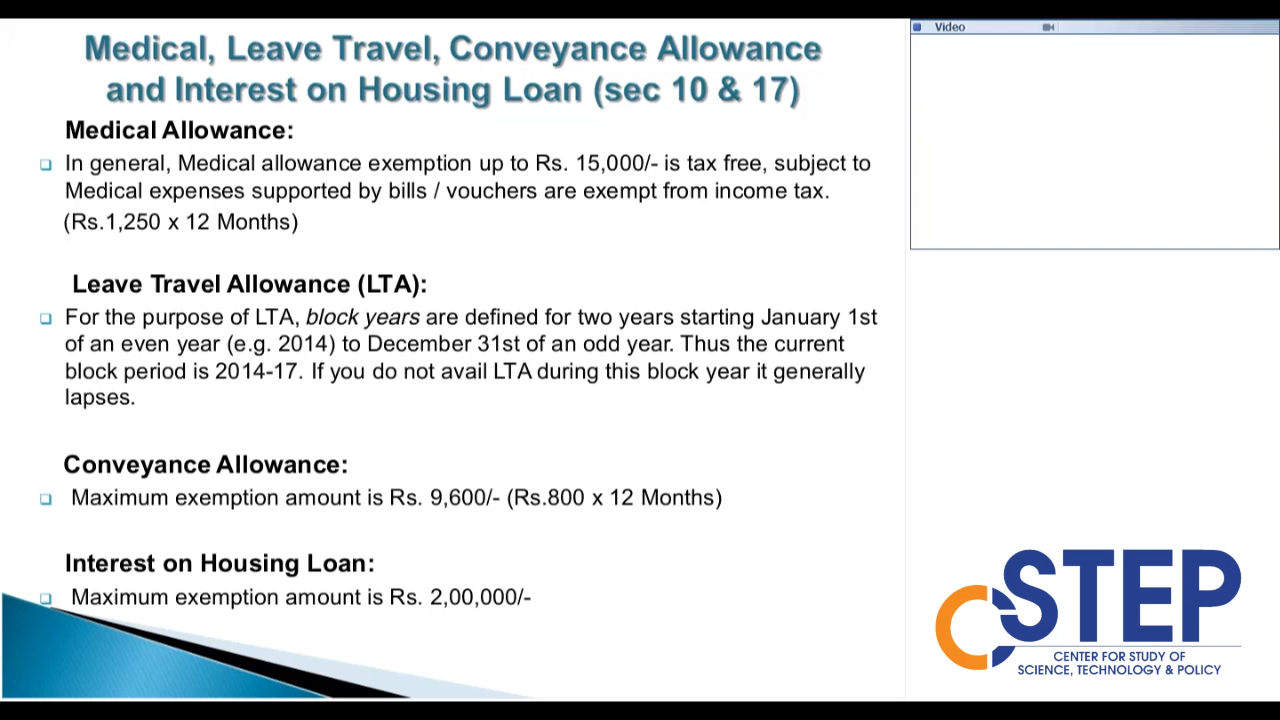 Medical, Leave Travel, Conveyance Allowance
and Interest on Housing Loan (sec 10 & 17)
Medical Allowance:
In general, Medical allowance exemption up to Rs. 15,000/- is tax free, subject to
Medical expenses supported by bills / vouchers are exempt from income tax.
(Rs.1,250 x 12 Months)
Leave Travel Allowance (LTA):
For the purpose of LTA, block years are defined for two years starting January 1st
of an even year (e.g. 2014) to December 31st of an odd year. Thus the current
block period is 2014-17. If you do not avail LTA during this block year it generally
lapses.
Conveyance Allowance:
Maximum exemption amount is Rs. 9,600/- (Rs.800 x 12 Months)
Interest on Housing Loan:
Maximum exemption amount is Rs. 2,00,000/-
Video
CSTEP
CENTER FOR STUDY OF
SCIENCE, TECHNOLOGY & POLICY